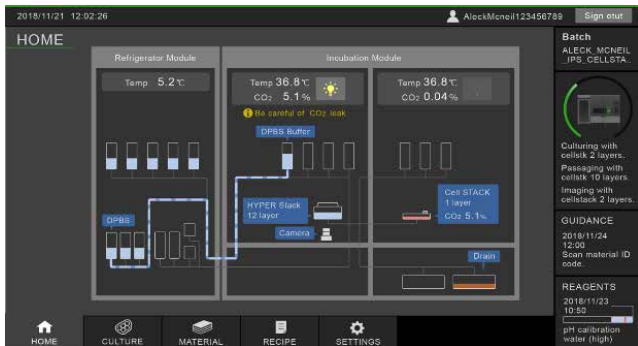 2018/11/21 12:02:26
AleckMcneil123456789
Sign otut
HOME
Batch
ALECK_MCNEIL
_IPS_CELLSTA..
Refrigerator Module
Incubation Module
Temp 5.2℃
Temp 36.8℃
CO2 5.1%
Temp 36.8℃
CO2 0.04%
Be careful of CO2 leak
DPBS Buffer
Culturing with
cellstk 2 layers.
Passaging with
cellstk 10 layers.
Imaging with
cellstack 2 layers.
HYPER Stack
12 layer
Cell STACK
1 layer
CO2 5.1%
DPBS
Camera
Drain
GUIDANCE
2018/11/24
12:00
Scan material ID
code.
REAGENTS
2018/11/23
10:50
pH calibration
water (high)
HOME
CULTURE
MATERIAL
RECIPE
SETTINGS